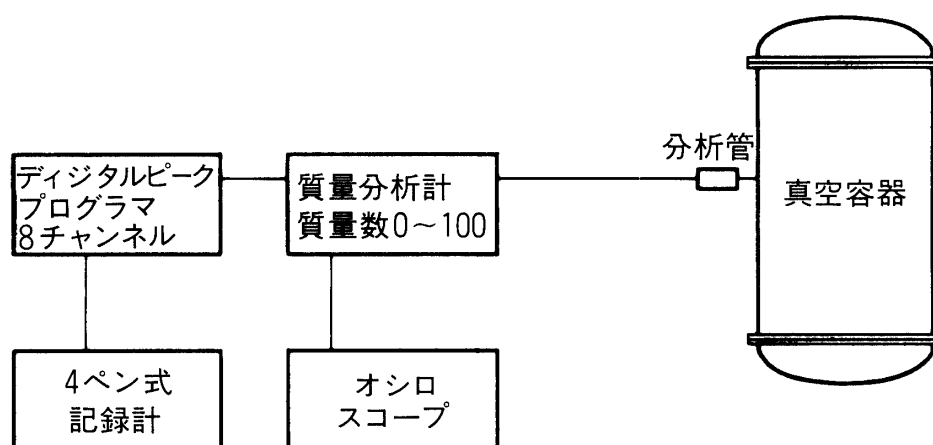 分析管
真空容器
ディジタルピーク
プログラマ
8チャンネル
質量分析計
質量数0～100
4ペン式
記録計
オシロ
スコープ